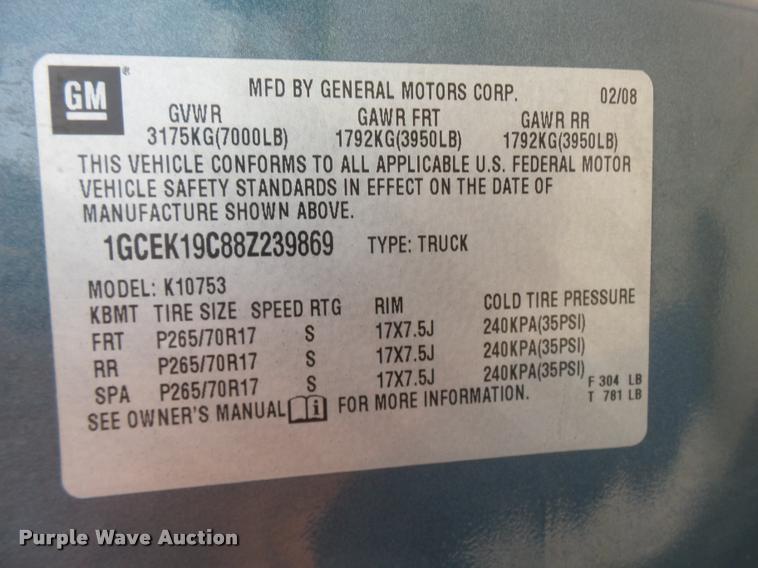 GM ®
MFD BY GENERAL MOTORS CORP. 02/08
GVWR GAWR FRT GAWR RR
3175KG(7000LB) 1792KG(3950LB) 1792KG(3950LB)
THIS VEHICLE CONFORMS TO ALL APPLICABLE U.S. FEDERAL MOTOR
VEHICLE SAFETY STANDARDS IN EFFECT ON THE DATE OF
MANUFACTURE SHOWN ABOVE.
1GCEK19C88Z239869 TYPE: TRUCK
MODEL: K10753
KBMT TIRE SIZE SPEED RTG RIM COLD TIRE PRESSURE
FRT P265/70R17 S 17X7.5J 240KPA(35PSI)
RR P265/70R17 S 17X7.5J 240KPA(35PSI)
SPA P265/70R17 S 17X7.5J 240KPA(35PSI)
F 304 LB
T 781 LB
SEE OWNER'S MANUAL i FOR MORE INFORMATION.
Purple Wave Auction